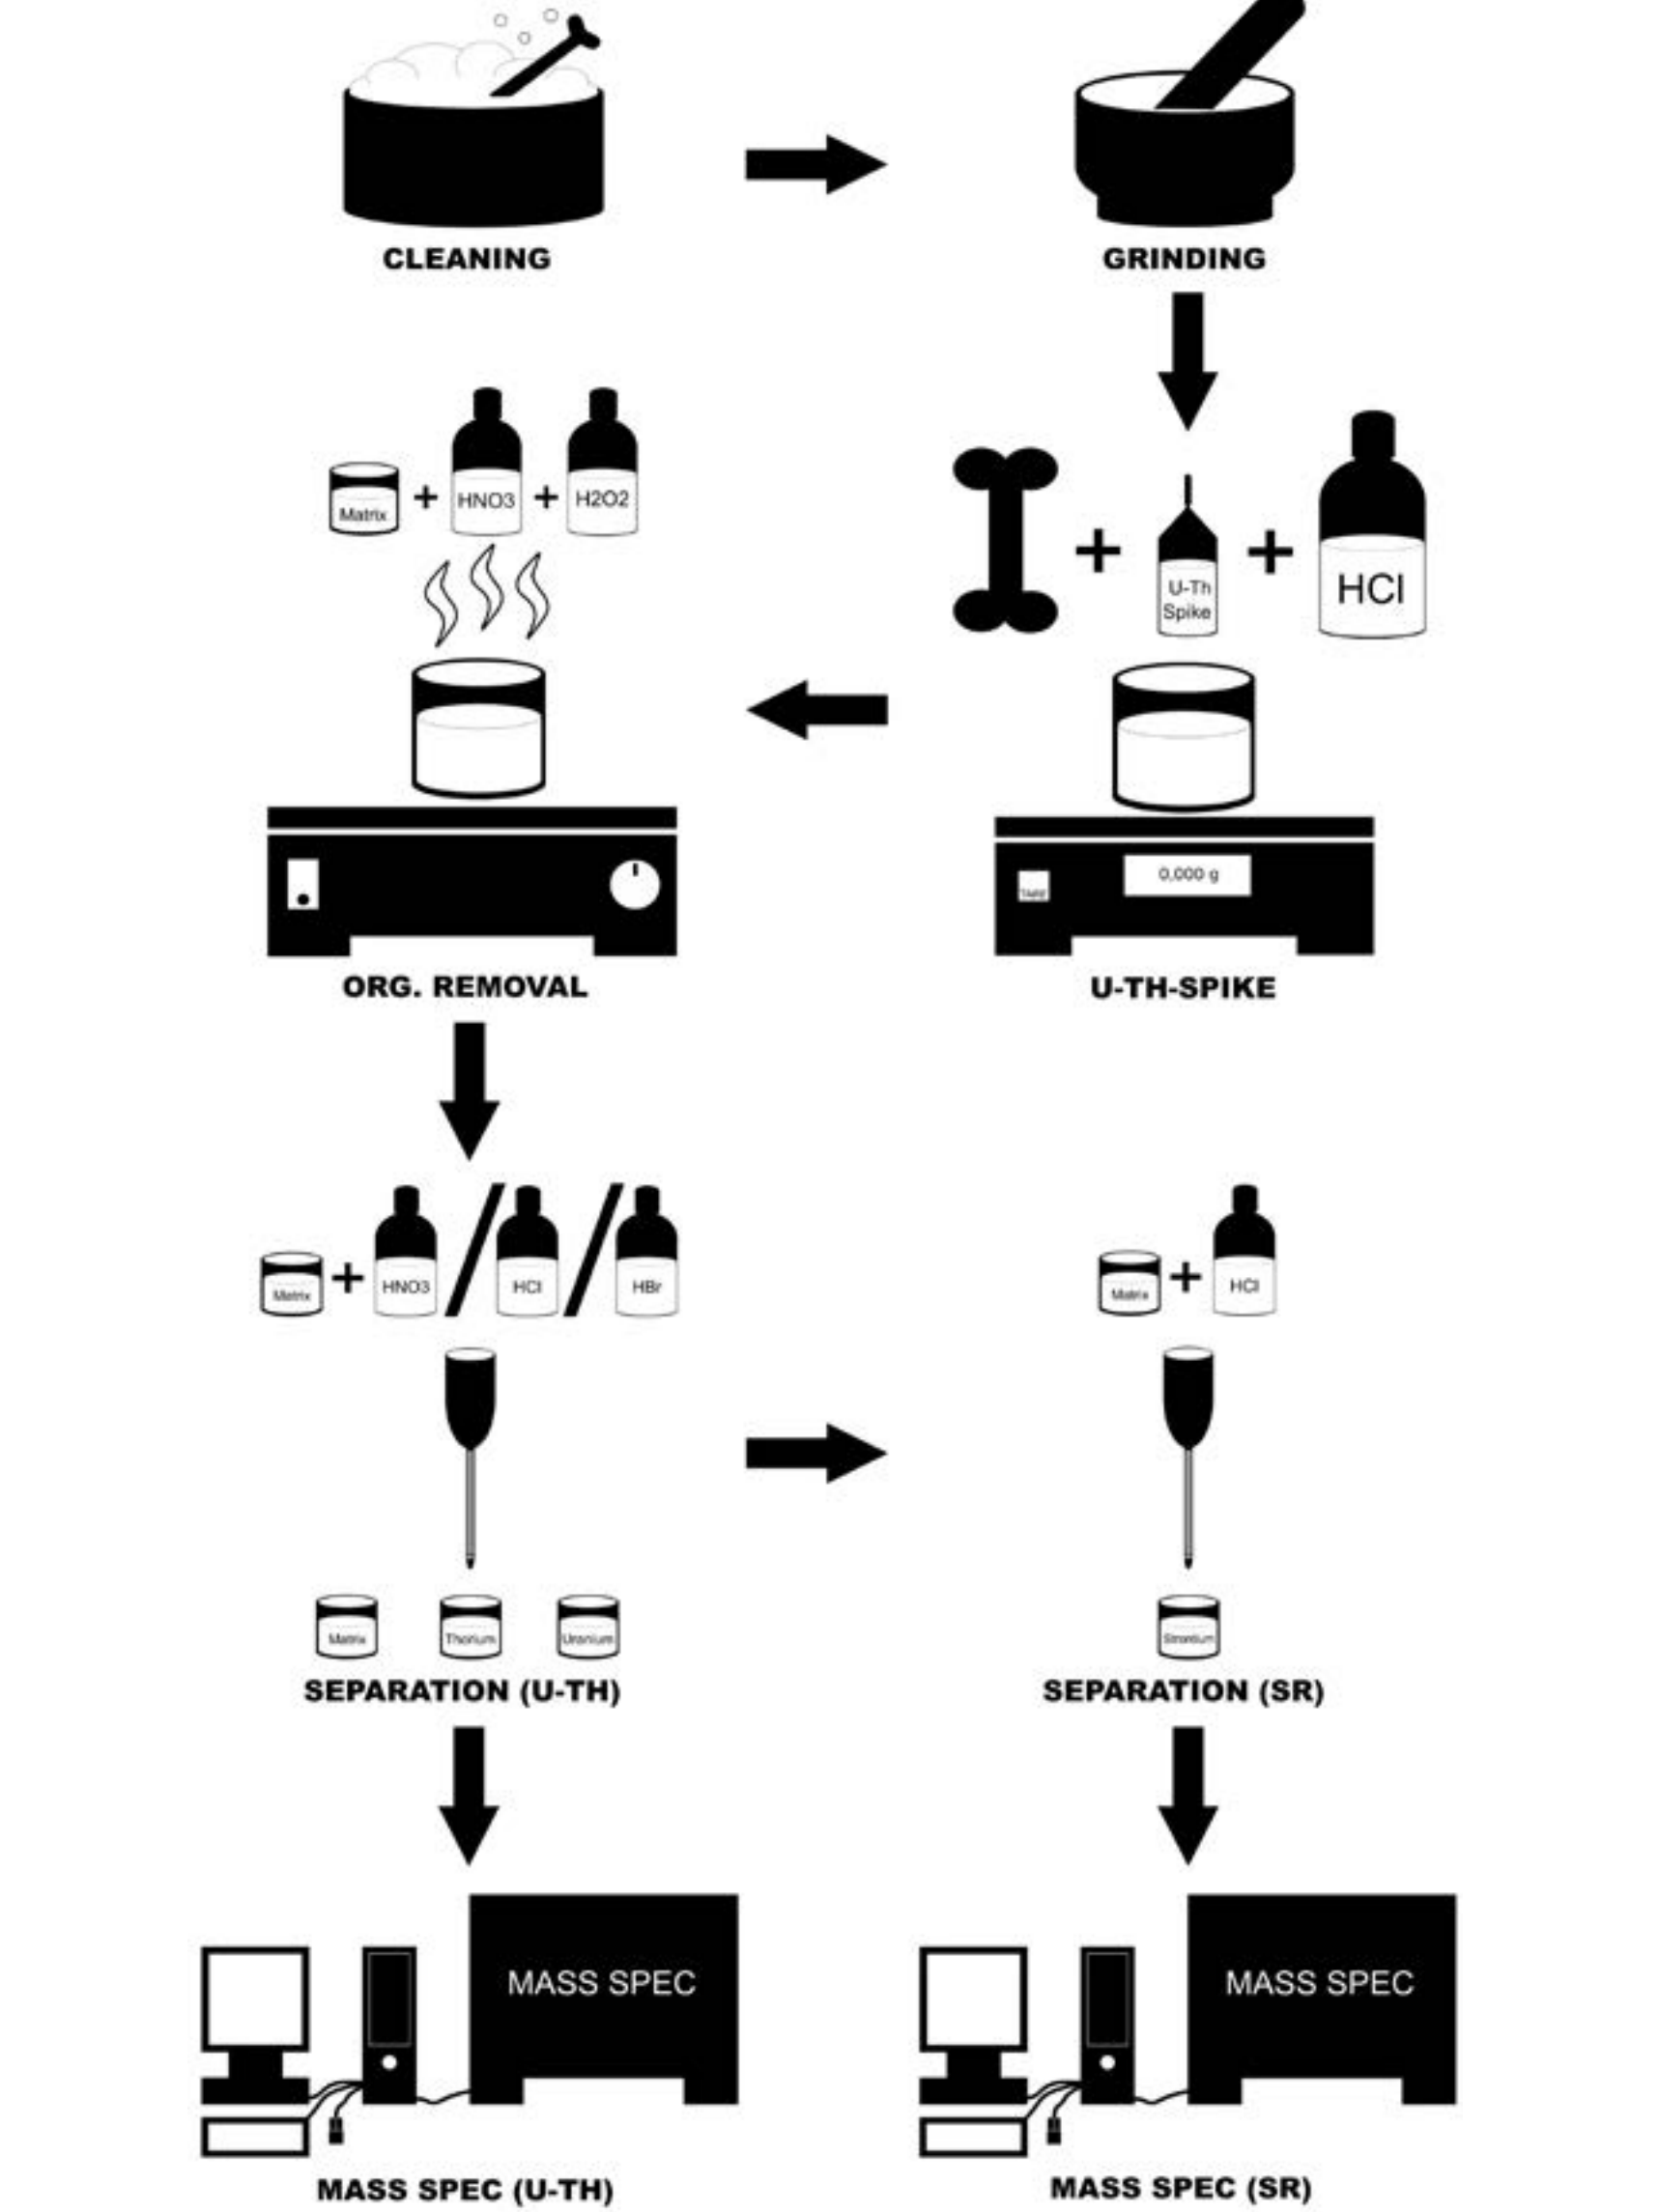 CLEANING
GRINDING
U-Th
Spike
HCl
Matrix
HNO3
H2O2
0,000 g
TARE
U-TH-SPIKE
ORG. REMOVAL
Matrix
HNO3
HCl
HBr
Matrix
Thorium
Uranium
SEPARATION (U-TH)
Matrix
HCl
Strontium
SEPARATION (SR)
MASS SPEC
MASS SPEC (U-TH)
MASS SPEC
MASS SPEC (SR)